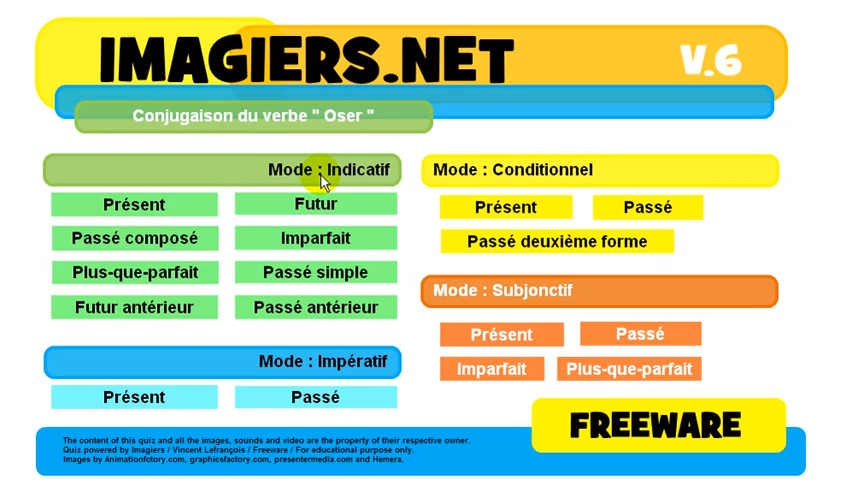 IMAGIERS.NET
V.6
Conjugaison du verbe " Oser "
Mode : Indicatif
Présent
Futur
Passé composé
Imparfait
Plus-que-parfait
Passé simple
Futur antérieur
Passé antérieur
Mode : Impératif
Présent
Passé
Mode : Conditionnel
Présent
Passé
Passé deuxième forme
Mode : Subjonctif
Présent
Passé
Imparfait
Plus-que-parfait
FREEWARE
The content of this quiz and all the images, sounds and video are the property of their respective owner.
Quiz powered by Imagiers / Vincent Lefrançois / Freeware / For educational purpose only.
Images by Animationfctory.com, graphicsfactory.com, presentermedia.com and Hemera.